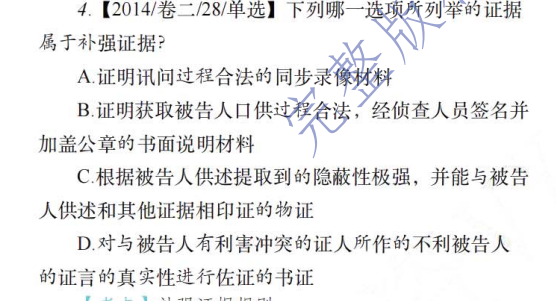 4.【2014/卷二/28/单选】下列哪一选项所列举的证据
属于补强证据?
A.证明讯问过程合法的同步录像材料
B.证明获取被告人口供过程合法，经侦查人员签名并
加盖公章的书面说明材料
C.根据被告人供述提取到的隐蔽性极强，并能与被告
人供述和其他证据相印证的物证
D.对与被告人有利害冲突的证人所作的不利被告人
的证言的真实性进行佐证的书证
完整版